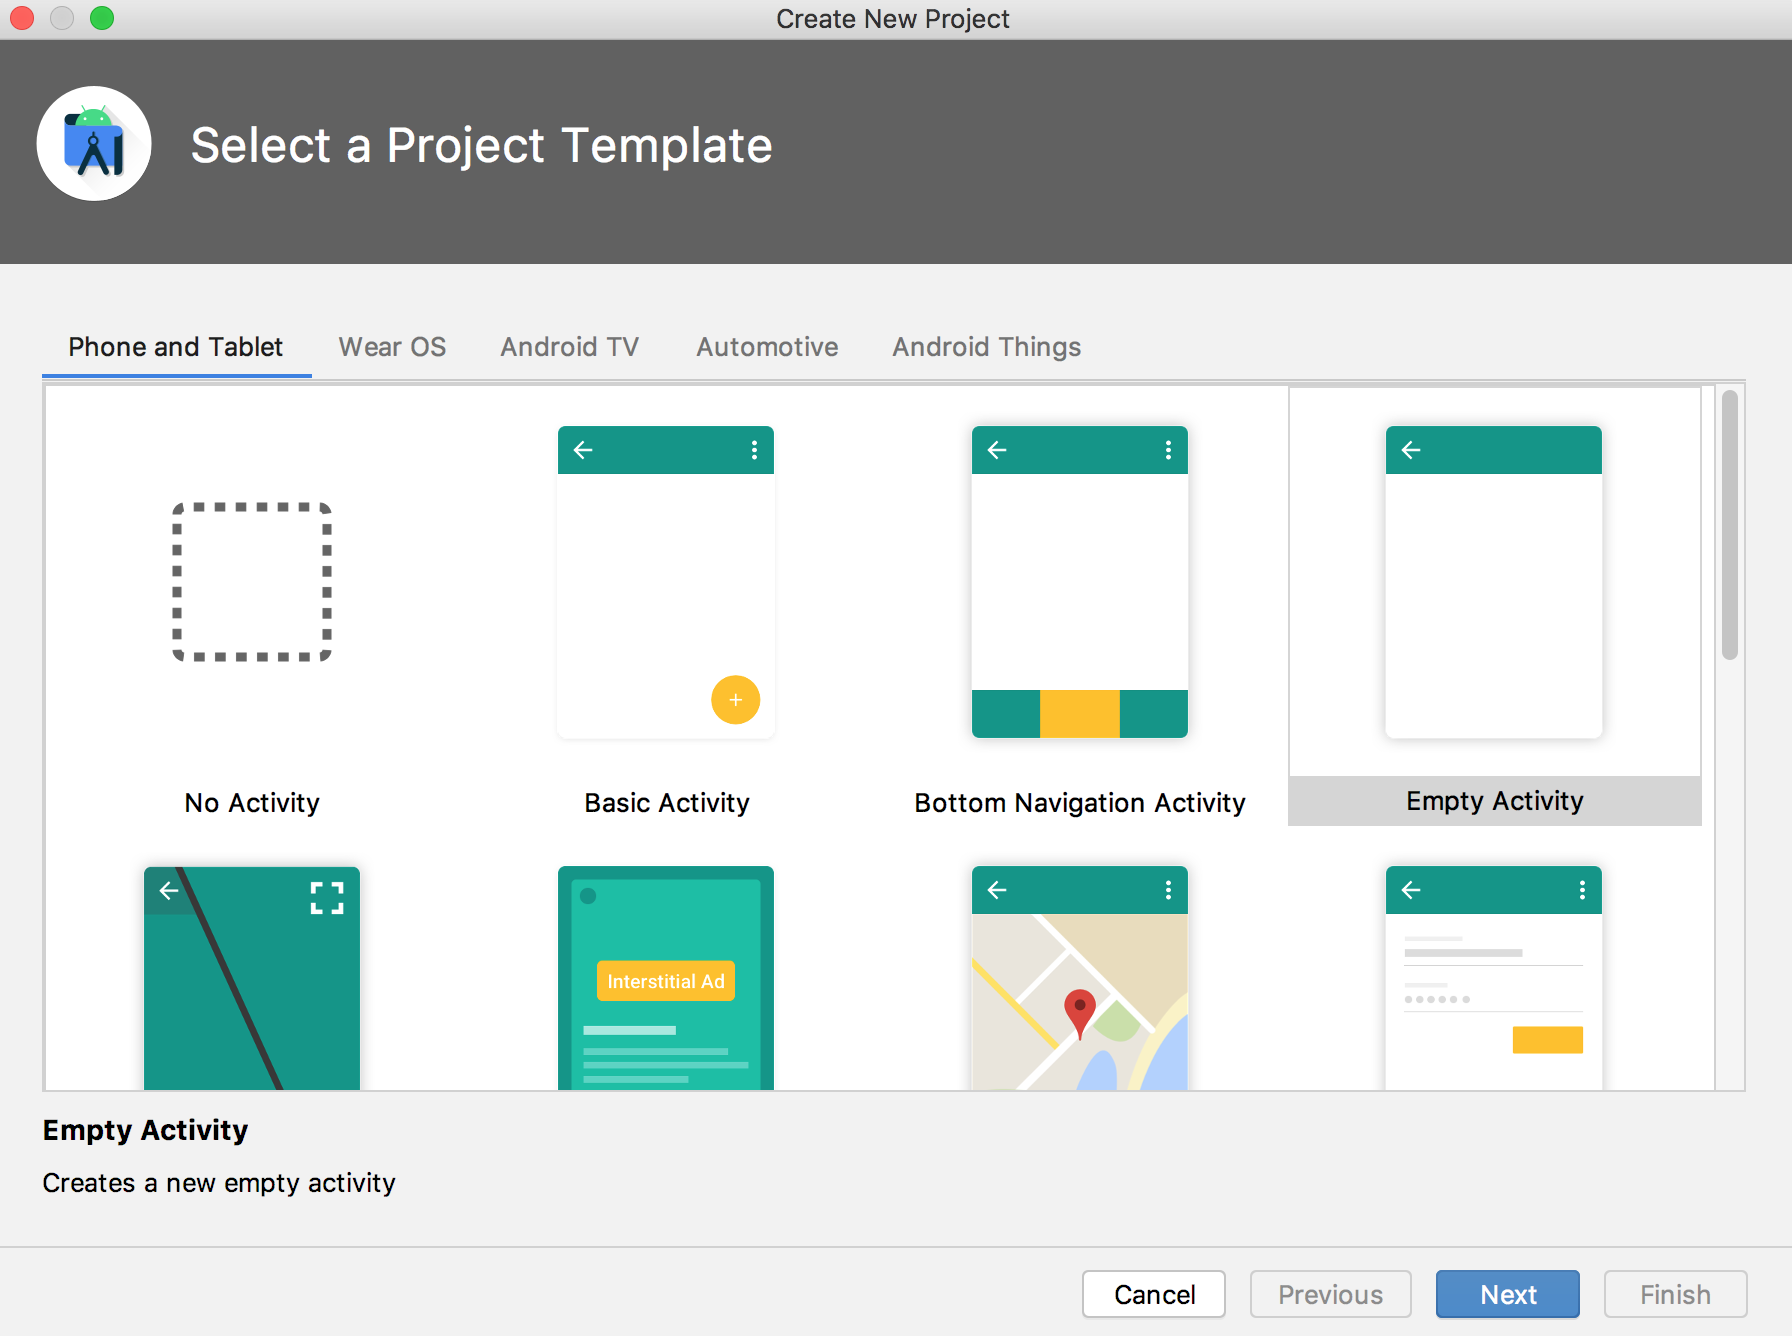 Create New Project
Select a Project Template
Phone and Tablet
Wear OS
Android TV
Automotive
Android Things
No Activity
Basic Activity
Bottom Navigation Activity
Empty Activity
Interstitial Ad
Empty Activity
Creates a new empty activity
Cancel
Previous
Next
Finish